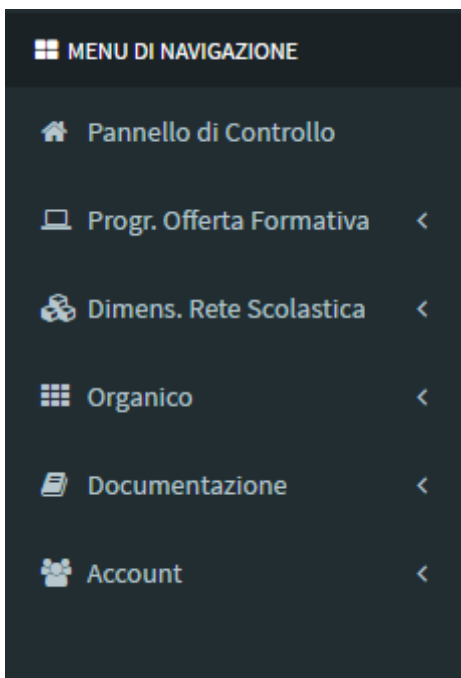 MENU DI NAVIGAZIONE
Pannello di Controllo
Progr. Offerta Formativa
Dimens. Rete Scolastica
Organico
Documentazione
Account